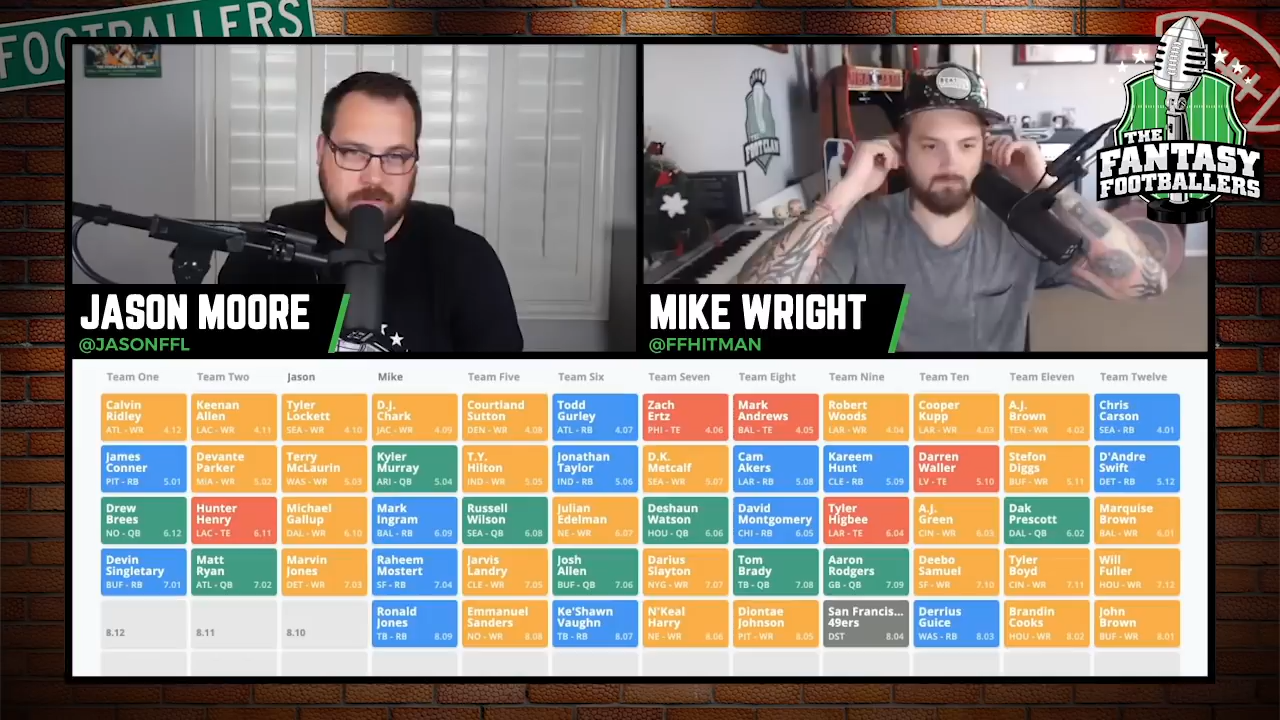 FOOTBALLERS
THE
FANTASY
FOOTBALLERS
FOOTCLAN
JASON MOORE
@JASONFFL
MIKE WRIGHT
@FFHITMAN
Team One Team Two Jason Mike Team Five Team Six Team Seven Team Eight Team Nine Team Ten Team Eleven Team Twelve
Calvin Keenan Tyler D.J. Courtland Todd Zach Mark Robert Cooper A.J. Chris
Ridley Allen Lockett Chark Sutton Gurley Ertz Andrews Woods Kupp Brown Carson
ATL - WR 4.12 LAC - WR 4.11 SEA - WR 4.10 JAC - WR 4.09 DEN - WR 4.08 ATL - RB 4.07 PHI - TE 4.06 BAL - TE 4.05 LAR - WR 4.04 LAR - WR 4.03 TEN - WR 4.02 SEA - RB 4.01
James Devante Terry Kyler T.Y. Jonathan D.K. Cam Kareem Darren Stefon D'Andre
Conner Parker McLaurin Murray Hilton Taylor Metcalf Akers Hunt Waller Diggs Swift
PIT - RB 5.01 MIA - WR 5.02 WAS - WR 5.03 ARI - QB 5.04 IND - WR 5.05 IND - RB 5.06 SEA - WR 5.07 LAR - RB 5.08 CLE - RB 5.09 LV - TE 5.10 BUF - WR 5.11 DET - RB 5.12
Drew Hunter Michael Mark Russell Julian Deshaun David Tyler A.J. Dak Marquise
Brees Henry Gallup Ingram Wilson Edelman Watson Montgomery Higbee Green Prescott Brown
NO - QB 6.12 LAC - TE 6.11 DAL - WR 6.10 BAL - RB 6.09 SEA - QB 6.08 NE - WR 6.07 HOU - QB 6.06 CHI - RB 6.05 LAR - TE 6.04 CIN - WR 6.03 DAL - QB 6.02 BAL - WR 6.01
Devin Matt Marvin Raheem Jarvis Josh Darius Tom Aaron Deebo Tyler Will
Singletary Ryan Jones Mostert Landry Allen Slayton Brady Rodgers Samuel Boyd Fuller
BUF - RB 7.01 ATL - QB 7.02 DET - WR 7.03 SF - RB 7.04 CLE - WR 7.05 BUF - QB 7.06 NYG - WR 7.07 TB - QB 7.08 GB - QB 7.09 SF - WR 7.10 CIN - WR 7.11 HOU - WR 7.12
Ronald Emmanuel Ke'Shawn N'Keal Diontae San Francis... Derrius Brandin John
Jones Sanders Vaughn Harry Johnson 49ers Guice Cooks Brown
8.12 8.11 8.10 TB - RB 8.09 NO - WR 8.08 TB - RB 8.07 NE - WR 8.06 PIT - WR 8.05 DST 8.04 WAS - RB 8.03 HOU - WR 8.02 BUF - WR 8.01